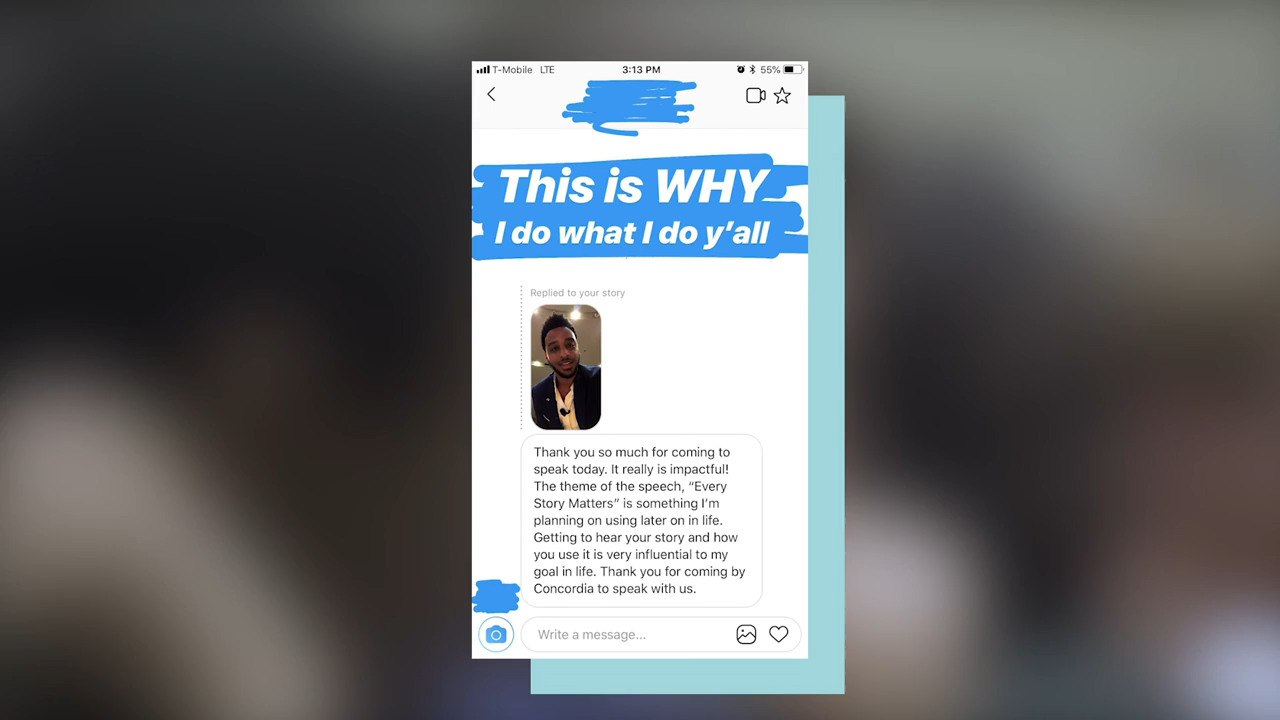 T-Mobile LTE 3:13 PM 55%
This is WHY
I do what I do y’all
Replied to your story
Thank you so much for coming to
speak today. It really is impactful!
The theme of the speech, “Every
Story Matters” is something I’m
planning on using later on in life.
Getting to hear your story and how
you use it is very influential to my
goal in life. Thank you for coming by
Concordia to speak with us.
Write a message...